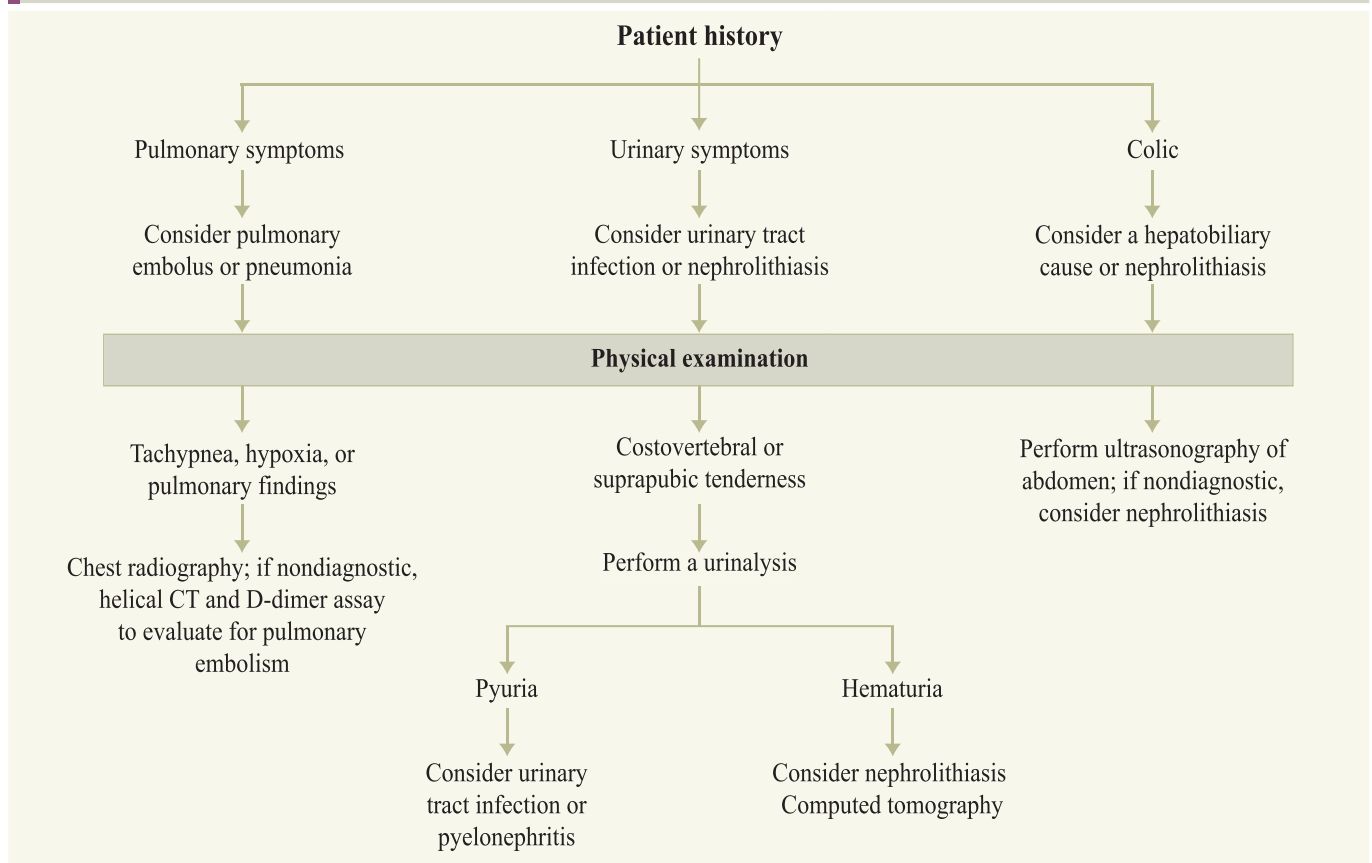 Patient history
Pulmonary symptoms
Urinary symptoms
Colic
Consider pulmonary
embolus or pneumonia
Consider urinary tract
infection or nephrolithiasis
Consider a hepatobiliary
cause or nephrolithiasis
Physical examination
Tachypnea, hypoxia, or
pulmonary findings
Costovertebral or
suprapubic tenderness
Perform ultrasonography of
abdomen; if nondiagnostic,
consider nephrolithiasis
Chest radiography; if nondiagnostic,
helical CT and D-dimer assay
to evaluate for pulmonary
embolism
Perform a urinalysis
Pyuria
Hematuria
Consider urinary
tract infection or
pyelonephritis
Consider nephrolithiasis
Computed tomography